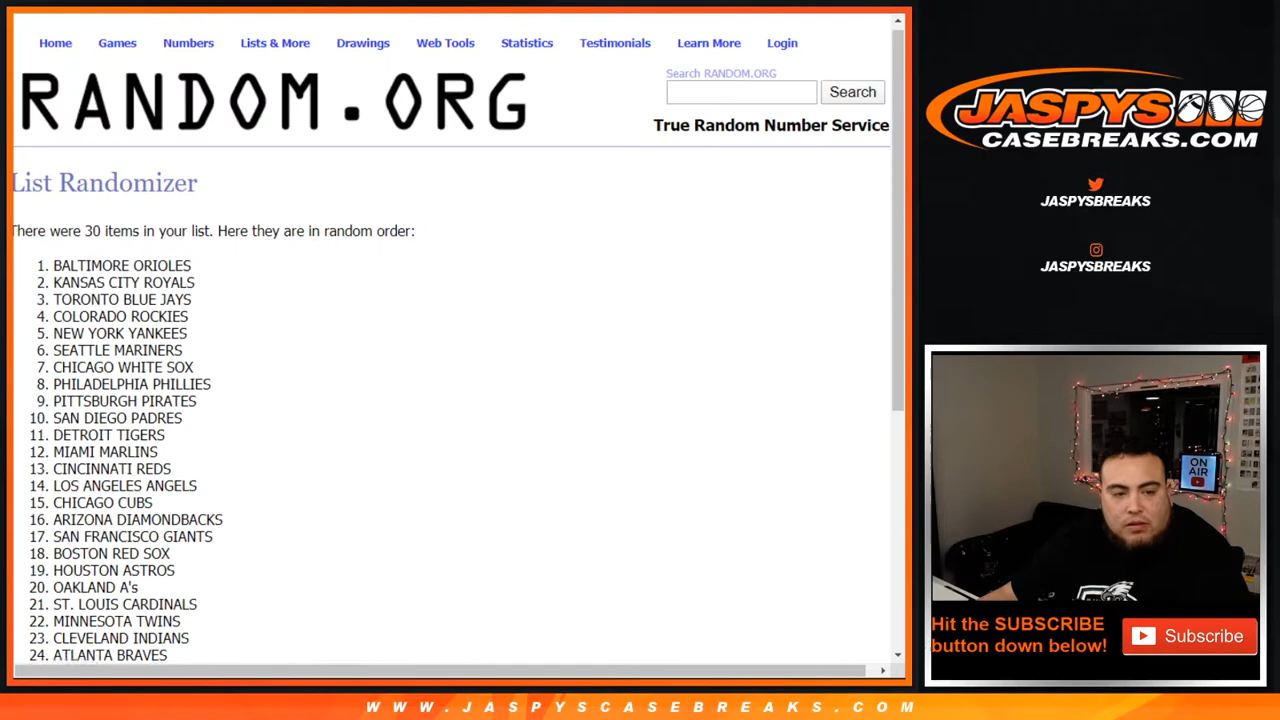 Home Games Numbers Lists & More Drawings Web Tools Statistics Testimonials Learn More Login
RANDOM.ORG
Search RANDOM.ORG
Search
True Random Number Service
List Randomizer
There were 30 items in your list. Here they are in random order:
1. BALTIMORE ORIOLES
2. KANSAS CITY ROYALS
3. TORONTO BLUE JAYS
4. COLORADO ROCKIES
5. NEW YORK YANKEES
6. SEATTLE MARINERS
7. CHICAGO WHITE SOX
8. PHILADELPHIA PHILLIES
9. PITTSBURGH PIRATES
10. SAN DIEGO PADRES
11. DETROIT TIGERS
12. MIAMI MARLINS
13. CINCINNATI REDS
14. LOS ANGELES ANGELS
15. CHICAGO CUBS
16. ARIZONA DIAMONDBACKS
17. SAN FRANCISCO GIANTS
18. BOSTON RED SOX
19. HOUSTON ASTROS
20. OAKLAND A's
21. ST. LOUIS CARDINALS
22. MINNESOTA TWINS
23. CLEVELAND INDIANS
24. ATLANTA BRAVES
JASPYS
CASEBREAKS.COM
JASPYSBREAKS
JASPYSBREAKS
ON
AIR
Hit the SUBSCRIBE
button down below!
Subscribe
WWW.JASPYSCASEBREAKS.COM